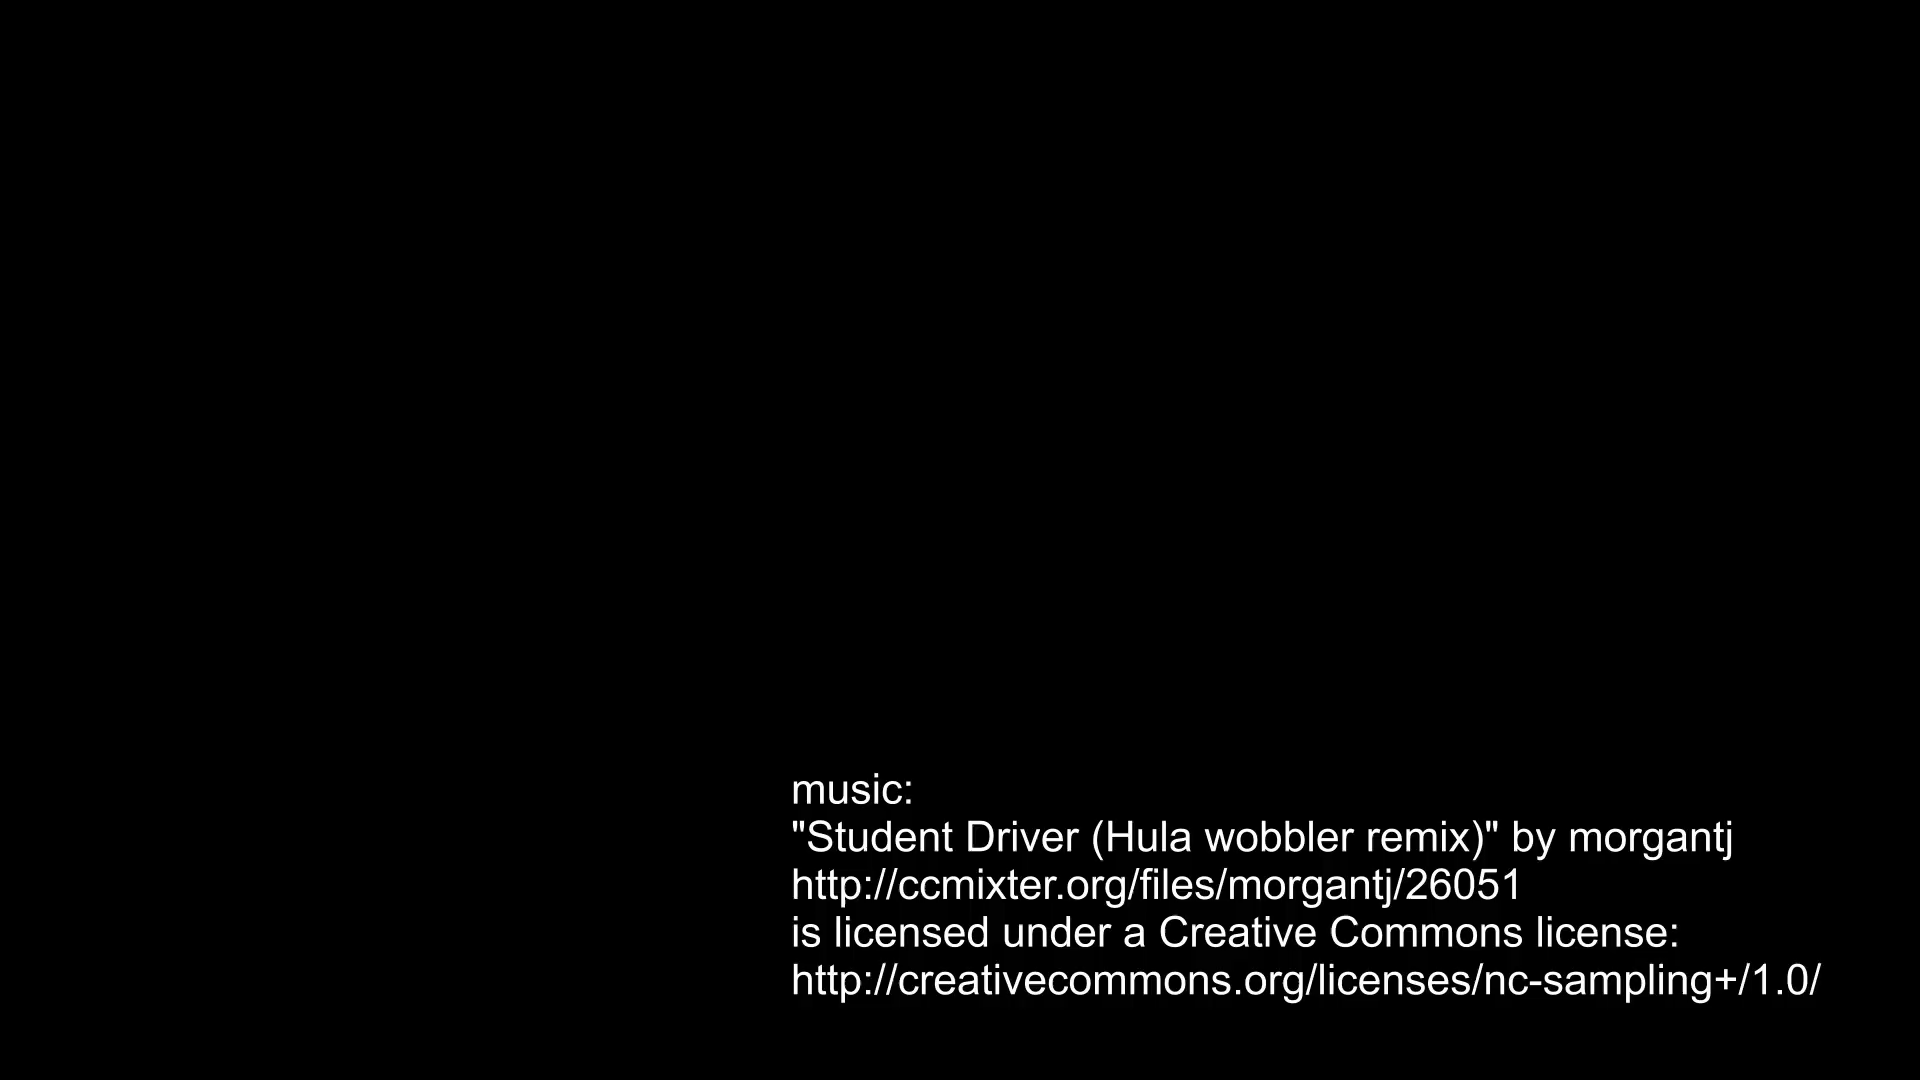 music:
"Student Driver (Hula wobbler remix)" by morgantj
http://ccmixter.org/files/morgantj/26051
is licensed under a Creative Commons license:
http://creativecommons.org/licenses/nc-sampling+/1.0/